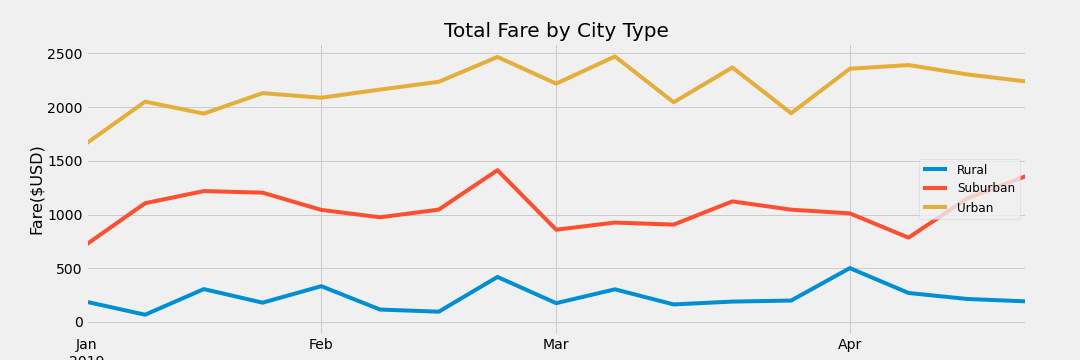 Total Fare by City Type
Fare($USD)
2500
2000
1500
1000
500
0
Rural
Suburban
Urban
Jan
Feb
Mar
Apr
2019